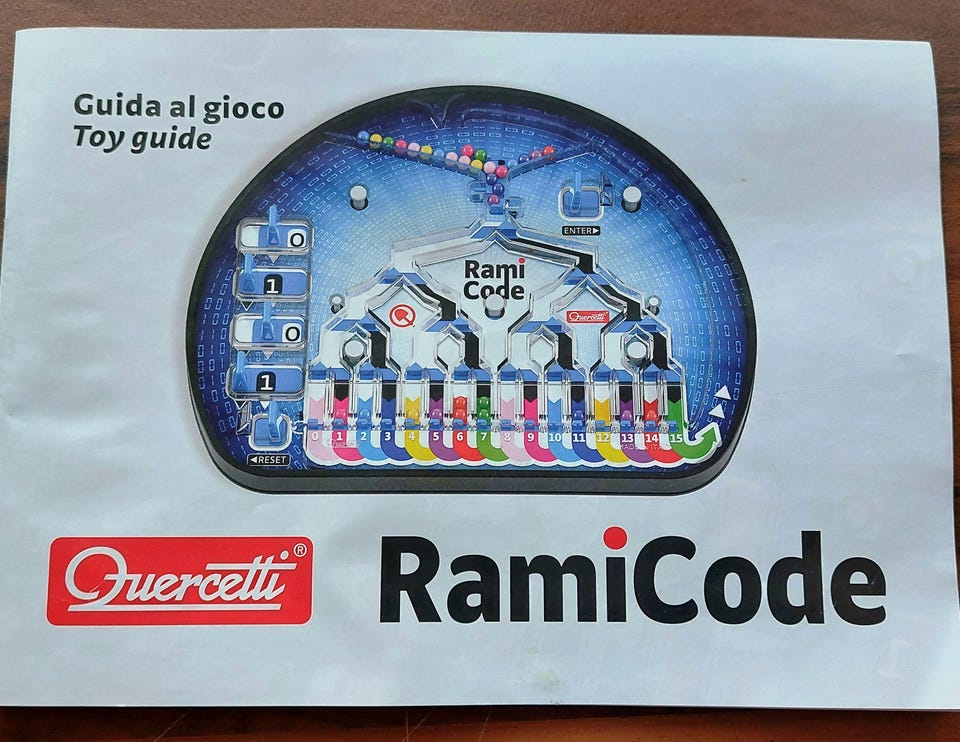 Guida al gioco
Toy guide
0
1
0
1
◄RESET
ENTER►
Rami
Code
Quercetti
0 1 2 3 4 5 6 7 8 9 10 11 12 13 14 15
Quercetti®
RamiCode